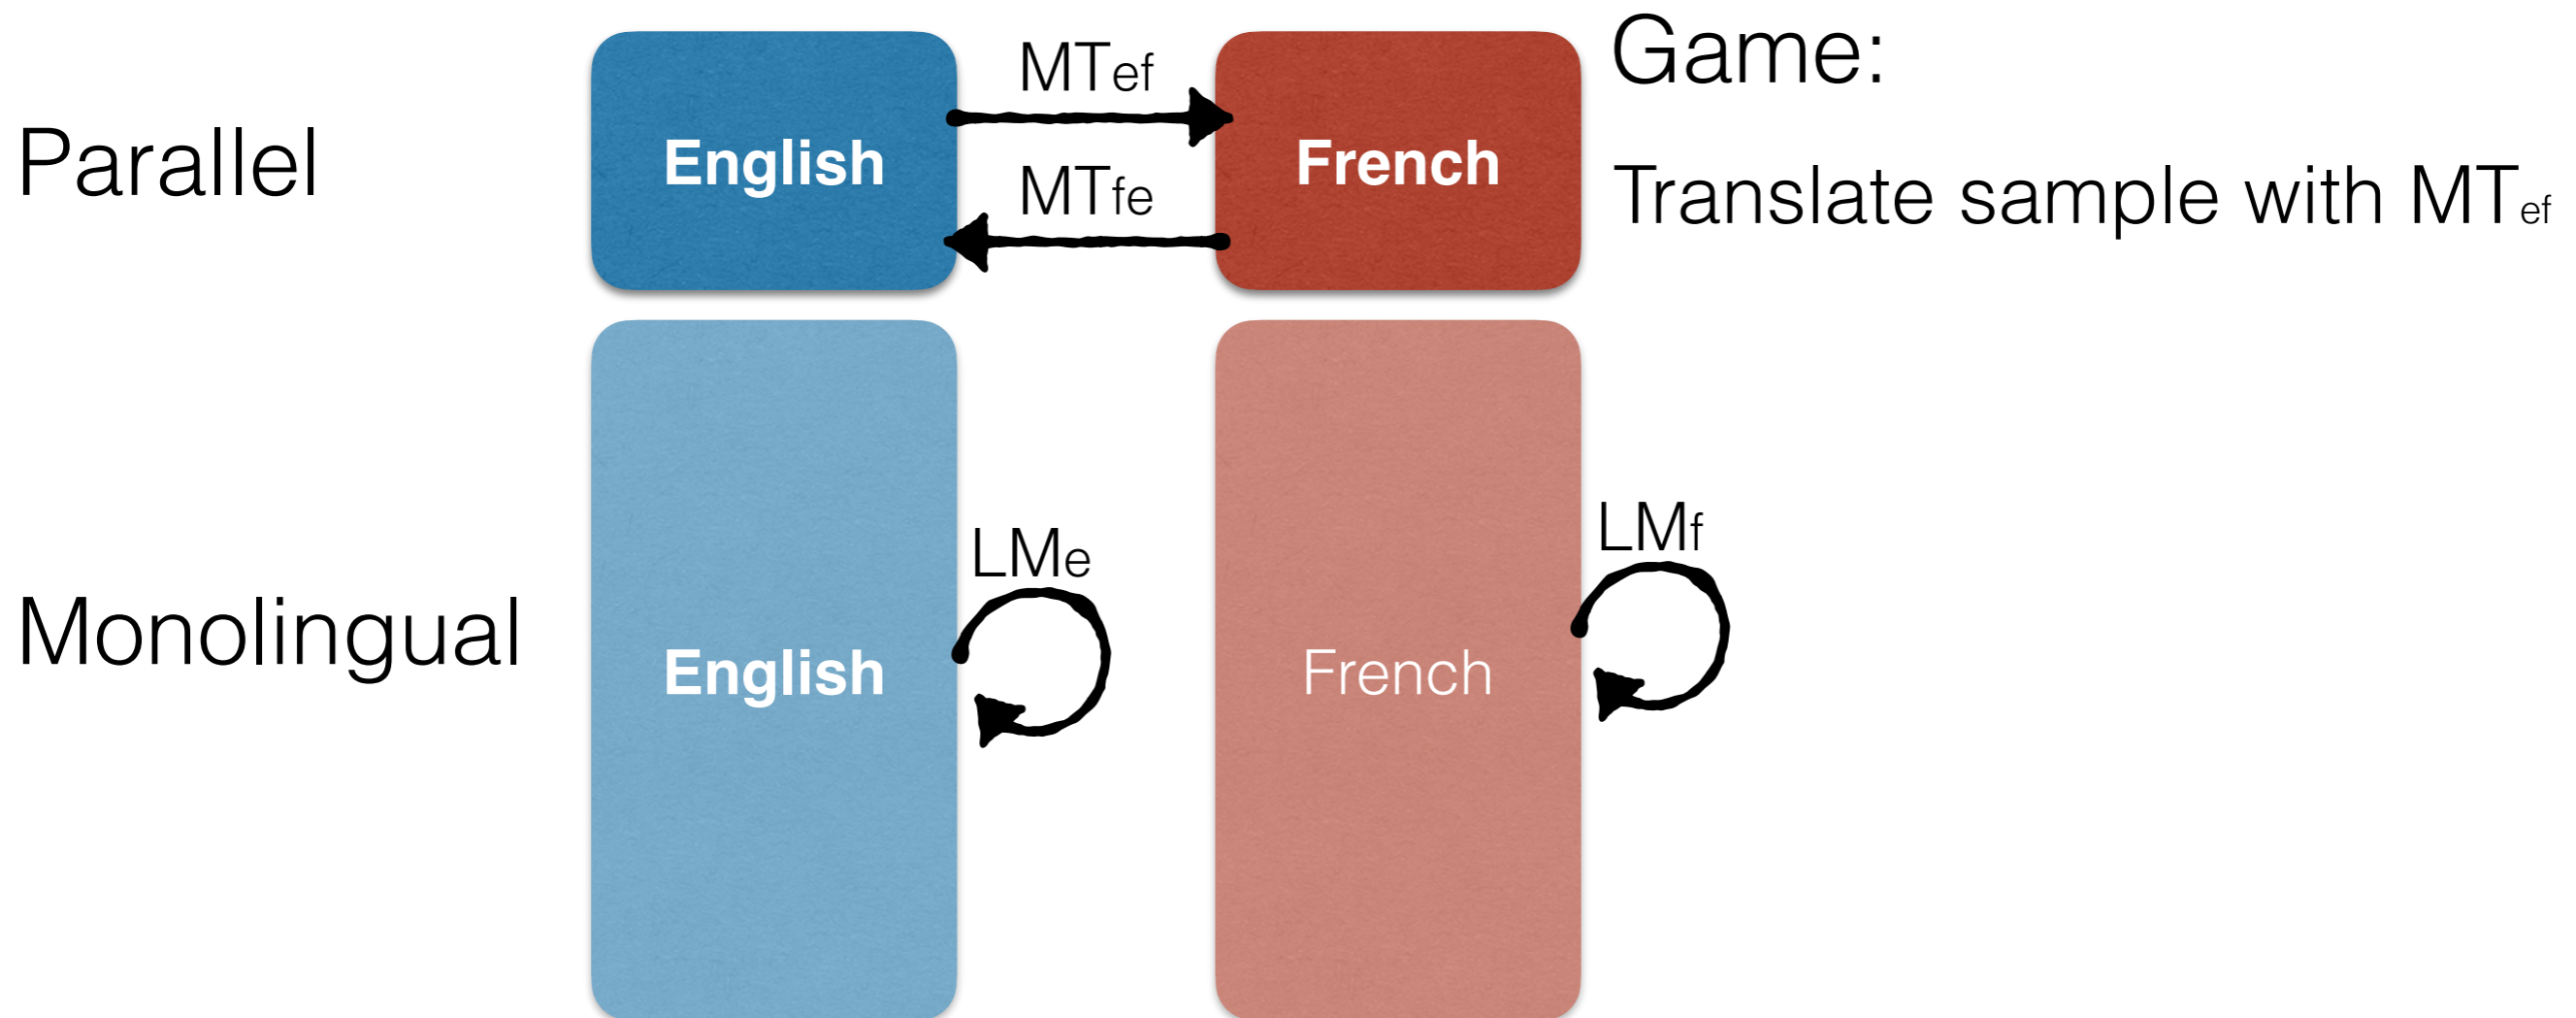 Game:
Translate sample with MTef
Parallel
English
MTef
MTfe
French
Monolingual
English
LMe
French
LMf